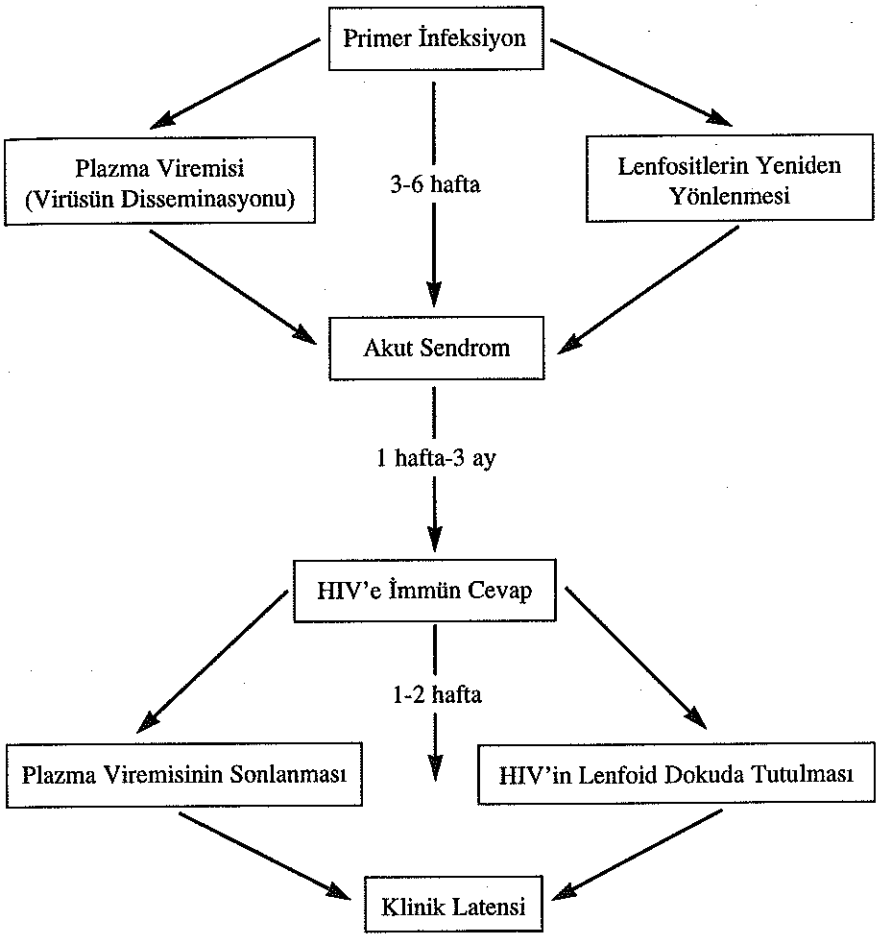 Primer İnfeksiyon
Plazma Viremisi
(Virüsün Disseminasyonu)
3-6 hafta
Lenfositlerin Yeniden
Yönlenmesi
Akut Sendrom
1 hafta-3 ay
HIV'e İmmün Cevap
1-2 hafta
Plazma Viremisinin Sonlanması
HIV'in Lenfoid Dokuda Tutulması
Klinik Latensi